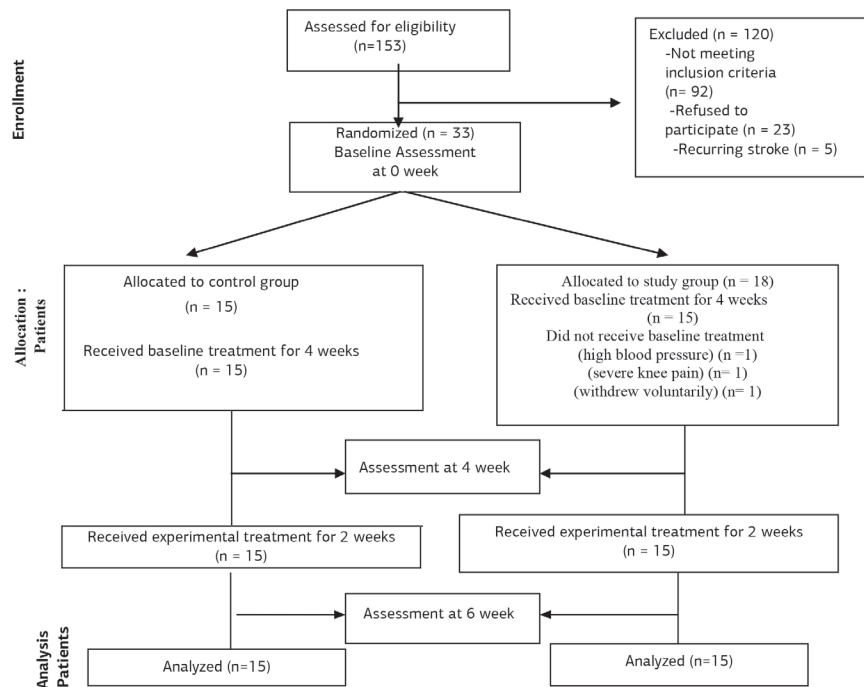 Enrollment
Assessed for eligibility
(n=153)
Excluded (n = 120)
-Not meeting
inclusion criteria
(n= 92)
-Refused to
participate (n = 23)
-Recurring stroke (n = 5)
Randomized (n = 33)
Baseline Assessment
at 0 week
Allocation :
Patients
Allocated to control group
(n = 15)
Received baseline treatment for 4 weeks
(n = 15)
Allocated to study group (n = 18)
Received baseline treatment for 4 weeks
(n = 15)
Did not receive baseline treatment
(high blood pressure) (n =1)
(severe knee pain) (n= 1)
(withdrew voluntarily) (n= 1)
Assessment at 4 week
Received experimental treatment for 2 weeks
(n = 15)
Received experimental treatment for 2 weeks
(n = 15)
Assessment at 6 week
Analysis
Patients
Analyzed (n=15)
Analyzed (n=15)